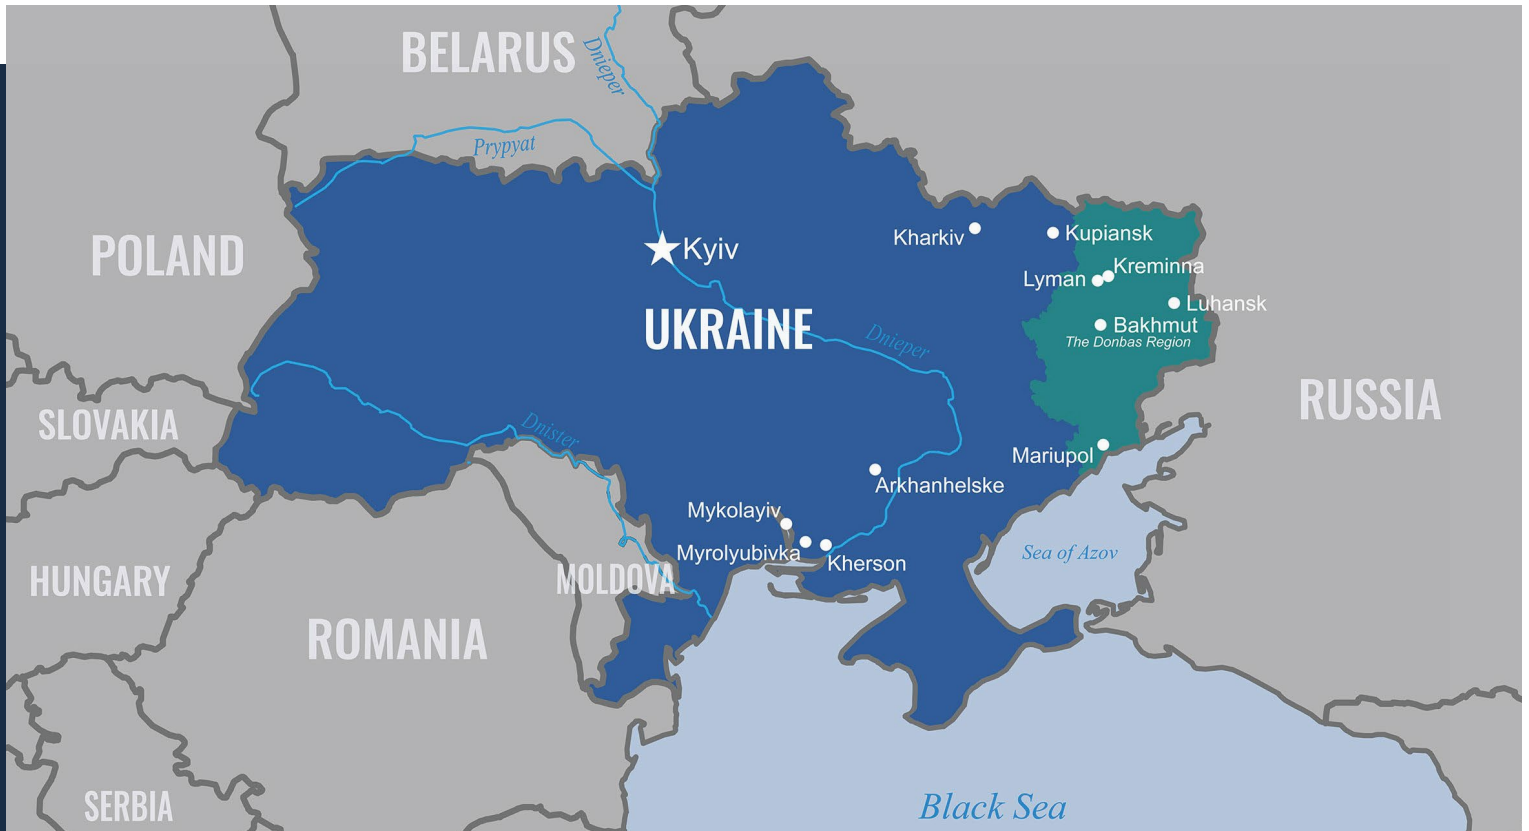 BELARUS
Dnieper
Prypyat
POLAND
Kyiv
Kharkiv
Kupiansk
Kreminna
Lyman
Luhansk
UKRAINE
Bakhmut
The Donbas Region
Dnieper
RUSSIA
SLOVAKIA
Dnister
Mariupol
Arkhanhelske
Mykolayiv
Myrolyubivka
Kherson
Sea of Azov
HUNGARY
MOLDOVA
ROMANIA
SERBIA
Black Sea